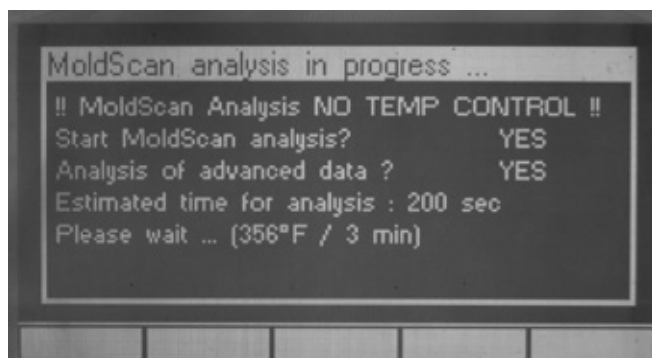 MoldScan analysis in progress ...
!! MoldScan Analysis NO TEMP CONTROL !!
Start MoldScan analysis? YES
Analysis of advanced data ? YES
Estimated time for analysis : 200 sec
Please wait ... (356°F / 3 min)